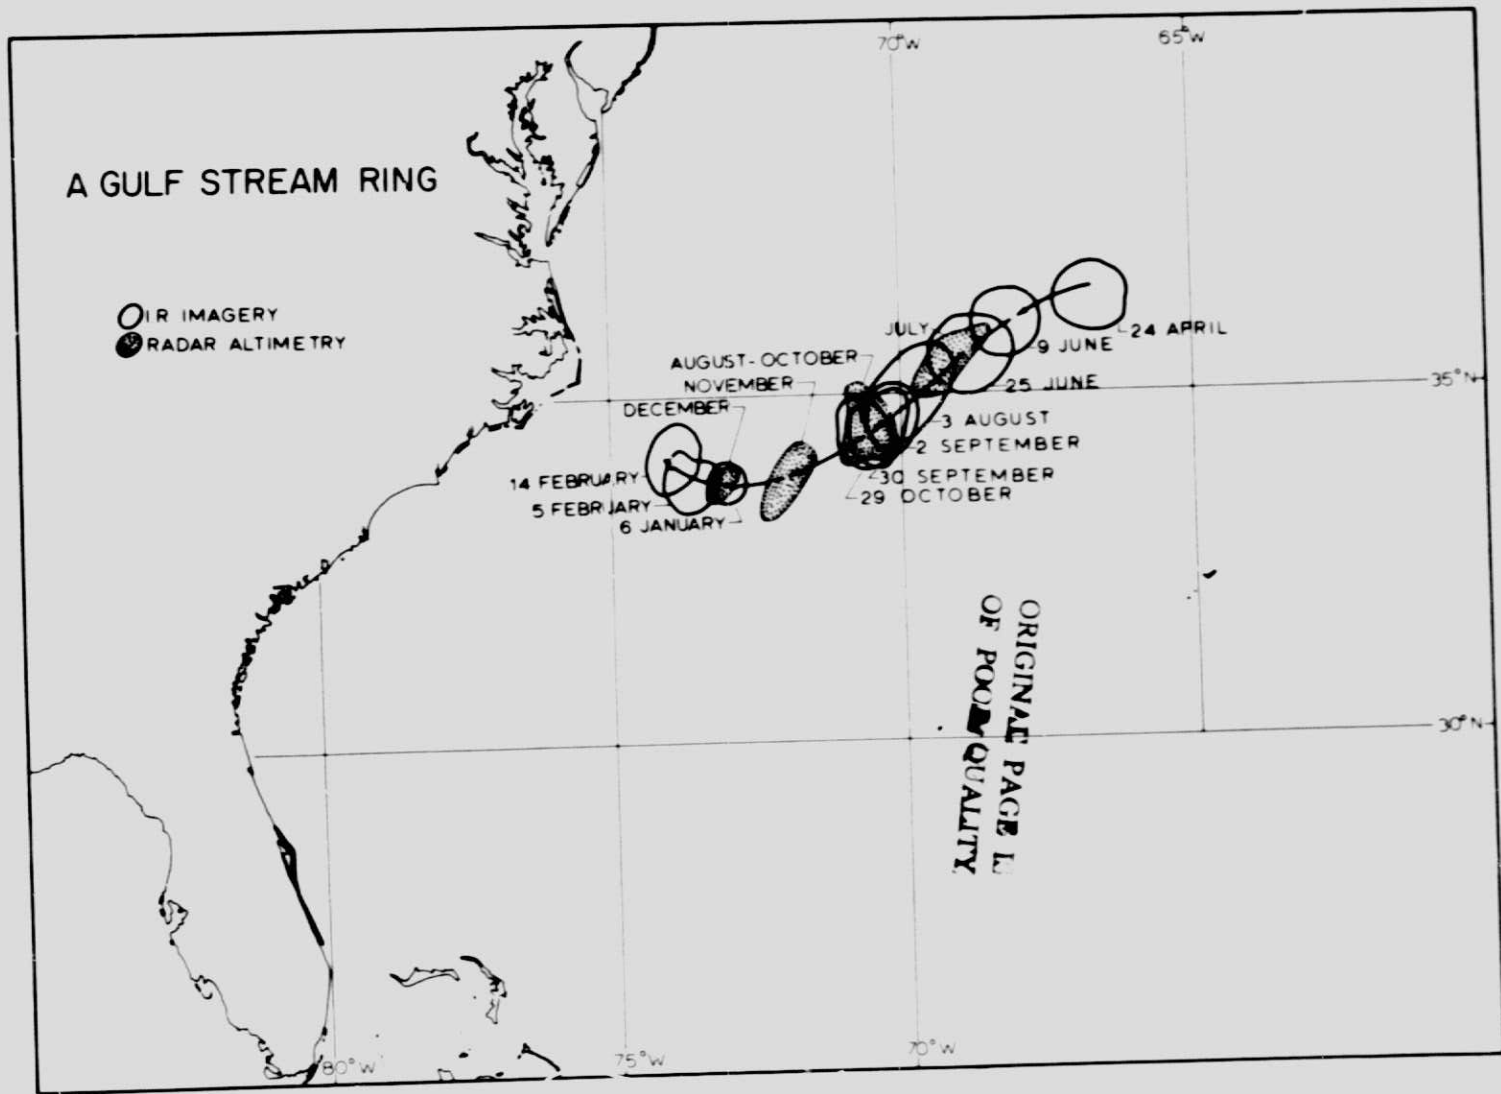 70°W
65°W
A GULF STREAM RING
IR IMAGERY
RADAR ALTIMETRY
JULY
24 APRIL
9 JUNE
AUGUST-OCTOBER
NOVEMBER
25 JUNE
35°N
DECEMBER
3 AUGUST
2 SEPTEMBER
14 FEBRUARY
30 SEPTEMBER
5 FEBRUARY
29 OCTOBER
6 JANUARY
ORIGINAL PAGE
OF POOR QUALITY
30°N
80°W
75°W
70°W